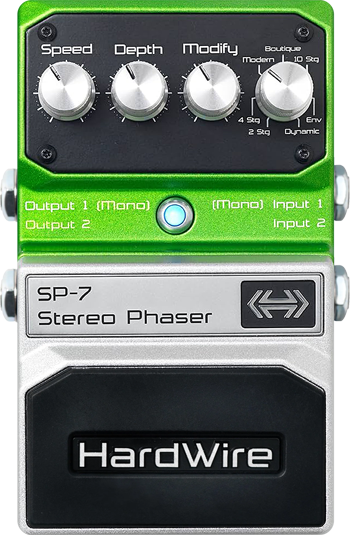 Speed Depth Modify
Boutique
Modern 10 Stg
4 Stg Env
2 Stg Dynamic
Output 1 (Mono) (Mono) Input 1
Output 2 Input 2
SP-7
Stereo Phaser
HardWire